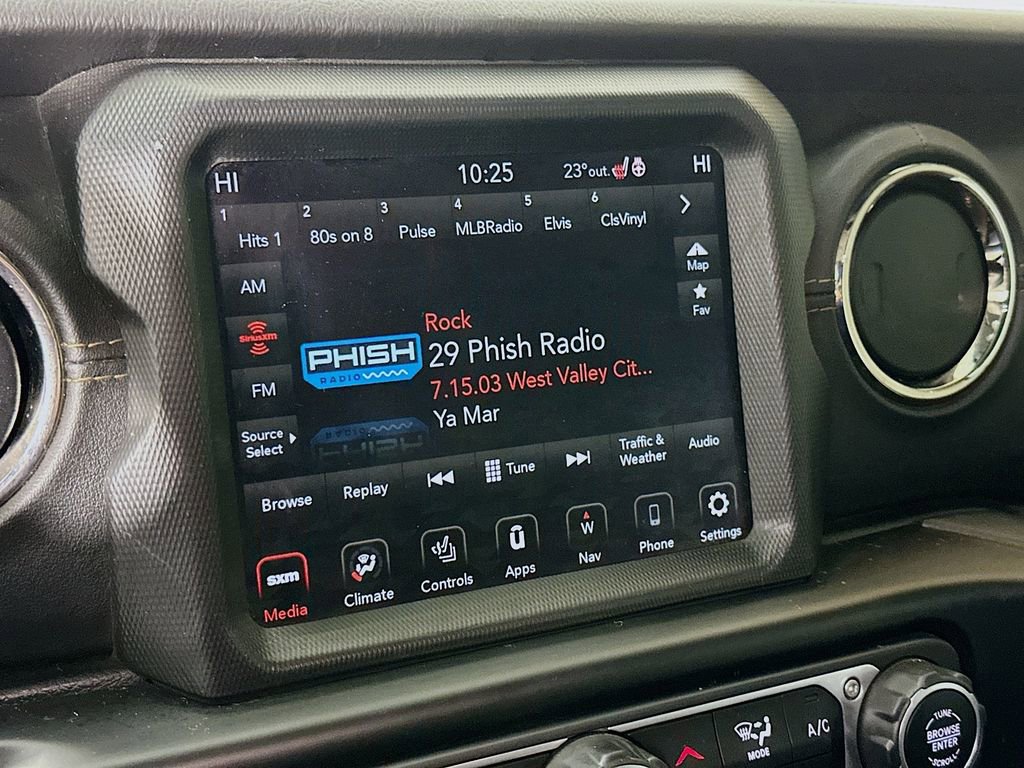 HI
10:25
23°out.
HI
1
Hits 1
2
80s on 8
3
Pulse
4
MLBRadio
5
Elvis
6
ClsVinyl
AM
Map
SiriusXM
Fav
FM
Rock
PHISH
RADIO
29 Phish Radio
7.15.03 West Valley Cit...
Ya Mar
Source
Select
Browse
Replay
Tune
Traffic &
Weather
Audio
sxm
Media
Climate
Controls
U
Apps
W
Nav
Phone
Settings
MODE
A/C
TUNE
BROWSE
ENTER
SCROLL